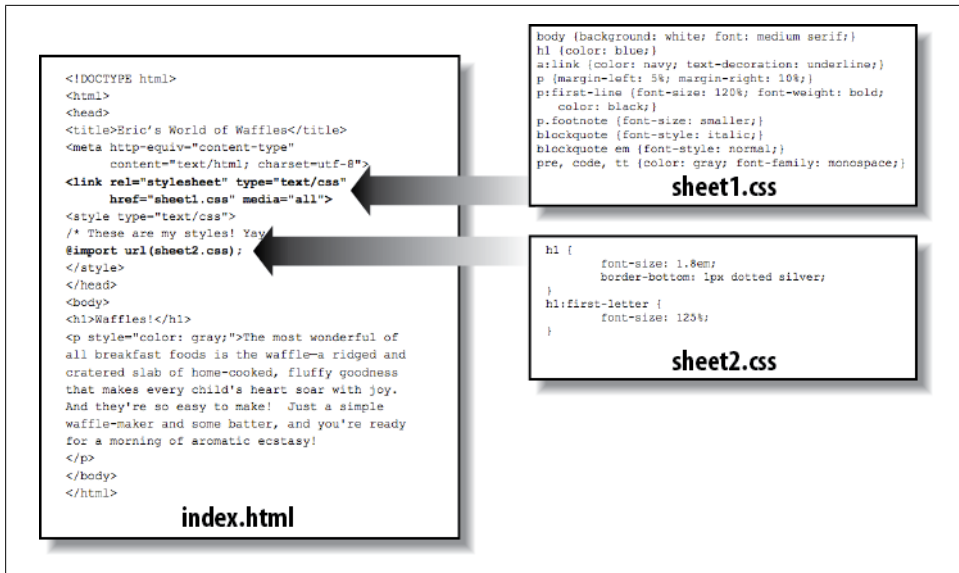 <!DOCTYPE html>
<html>
<head>
<title>Eric's World of Waffles</title>
<meta http-equiv="content-type"
content="text/html; charset=utf-8">
<link rel="stylesheet" type="text/css"
href="sheet1.css" media="all">
<style type="text/css">
/* These are my styles! Yay
@import url(sheet2.css);
</style>
</head>
<body>
<h1>Waffles!</h1>
<p style="color: gray;">The most wonderful of
all breakfast foods is the waffle—a ridged and
cratered slab of home-cooked, fluffy goodness
that makes every child's heart soar with joy.
And they're so easy to make!  Just a simple
waffle-maker and some batter, and you're ready
for a morning of aromatic ecstasy!
</p>
</body>
</html>
index.html
body {background: white; font: medium serif;}
h1 {color: blue;}
a:link {color: navy; text-decoration: underline;}
p {margin-left: 5%; margin-right: 10%;}
p:first-line {font-size: 120%; font-weight: bold;
color: black;}
p.footnote {font-size: smaller;}
blockquote {font-style: italic;}
blockquote em {font-style: normal;}
pre, code, tt {color: gray; font-family: monospace;}
sheet1.css
h1 {
font-size: 1.8em;
border-bottom: 1px dotted silver;
}
h1:first-letter {
font-size: 125%;
}
sheet2.css